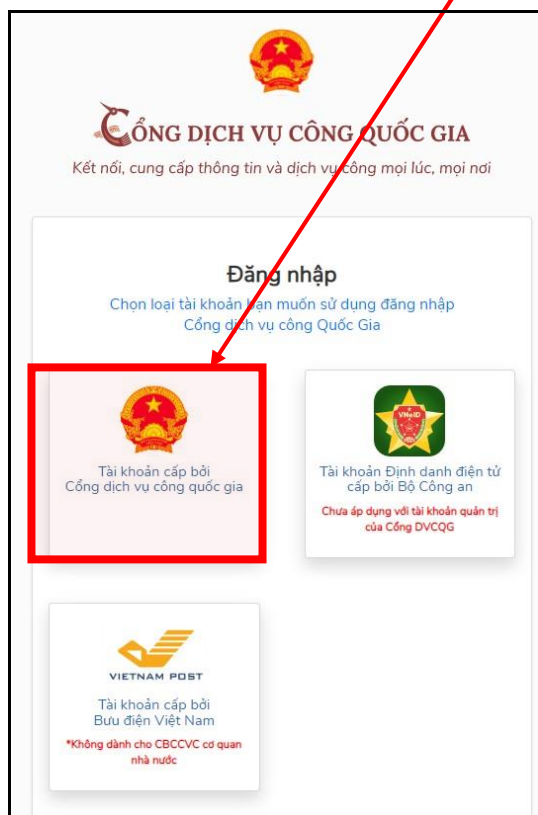 CỔNG DỊCH VỤ CÔNG QUỐC GIA
Kết nối, cung cấp thông tin và dịch vụ công mọi lúc, mọi nơi
Đăng nhập
Chọn loại tài khoản bạn muốn sử dụng đăng nhập
Cổng dịch vụ công Quốc Gia
Tài khoản cấp bởi
Cổng dịch vụ công quốc gia
VNeID
Tài khoản Định danh điện tử
cấp bởi Bộ Công an
Chưa áp dụng với tài khoản quản trị
của Cổng DVCQG
VIETNAM POST
Tài khoản cấp bởi
Bưu điện Việt Nam
*Không dành cho CBCCVC cơ quan
nhà nước